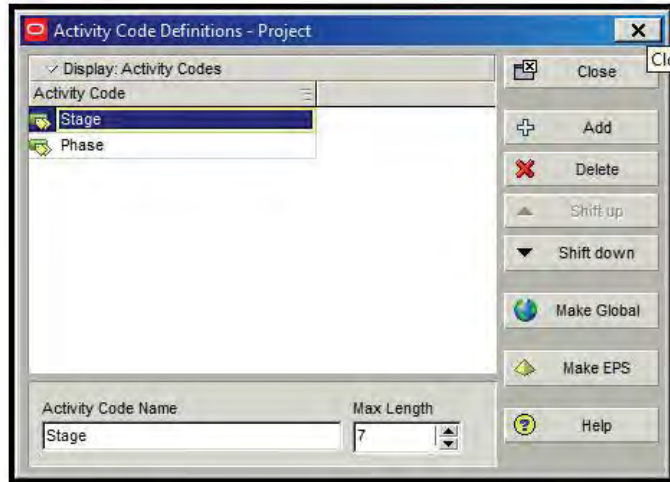 Activity Code Definitions - Project
Display: Activity Codes
Activity Code
Stage
Phase
Close
Add
Delete
Shift up
Shift down
Make Global
Make EPS
Help
Activity Code Name
Max Length
Stage
7